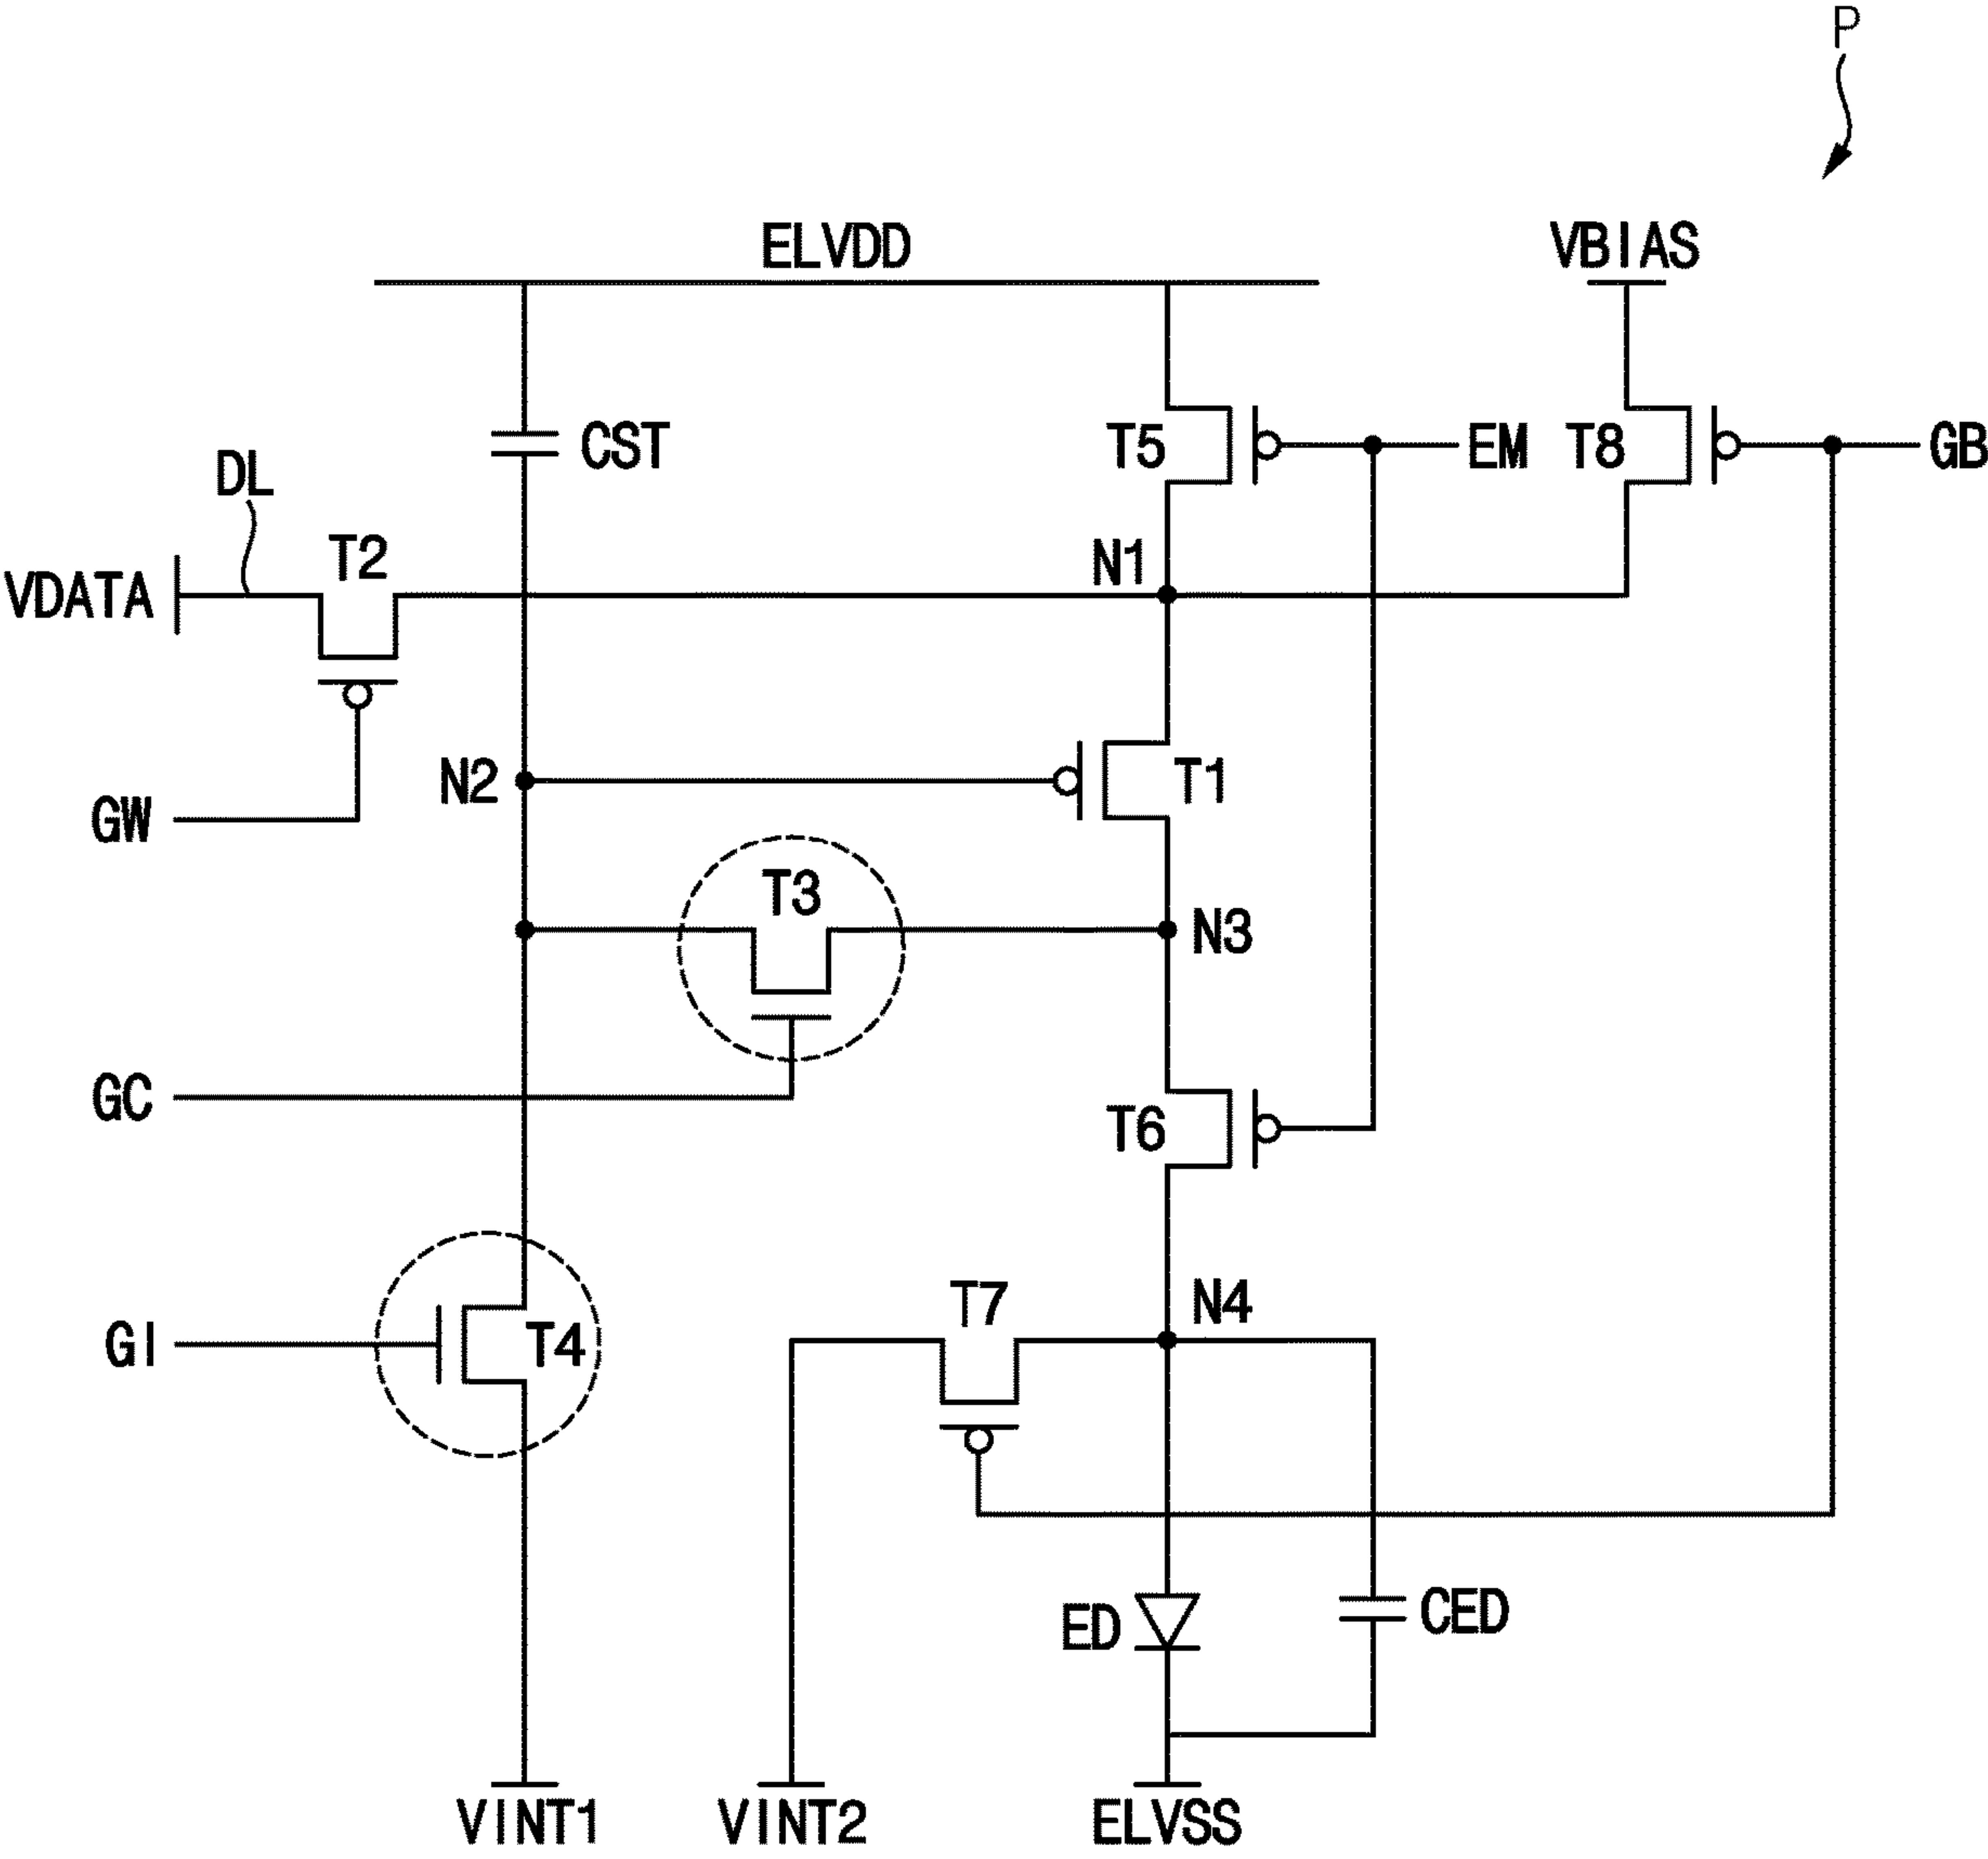 P
ELVDD
VBIAS
CST
T5
EM
T8
GB
DL
T2
N1
VDATA
N2
T1
GW
T3
N3
GC
T6
T7
N4
GI
T4
ED
CED
VINT1
VINT2
ELVSS